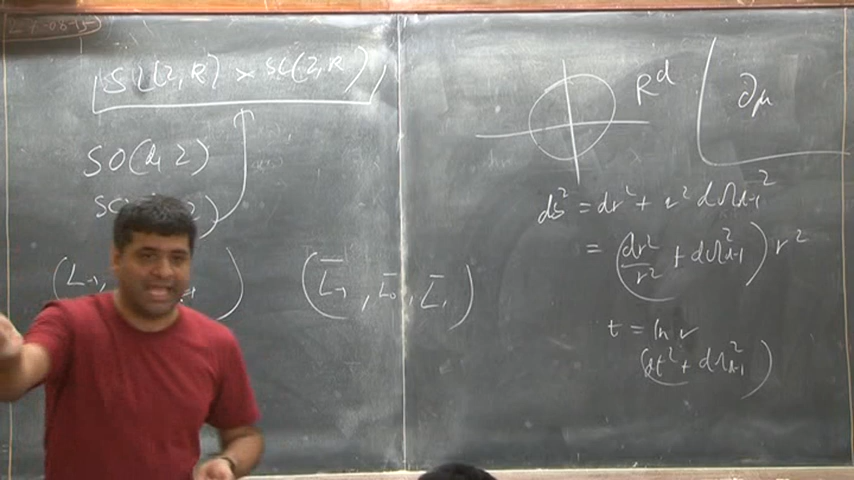 SL(2,R) × SL(2,R)
SO(d,2)
(L₋₁,
(L̄₋₁, L̄₀, L̄₁)
R^d
∂μ
ds² = dr² + r² dΩ²_{d-1}
= (dr²/r² + dΩ²_{d-1}) r²
t = ln r
(dt² + dΩ²_{d-1})